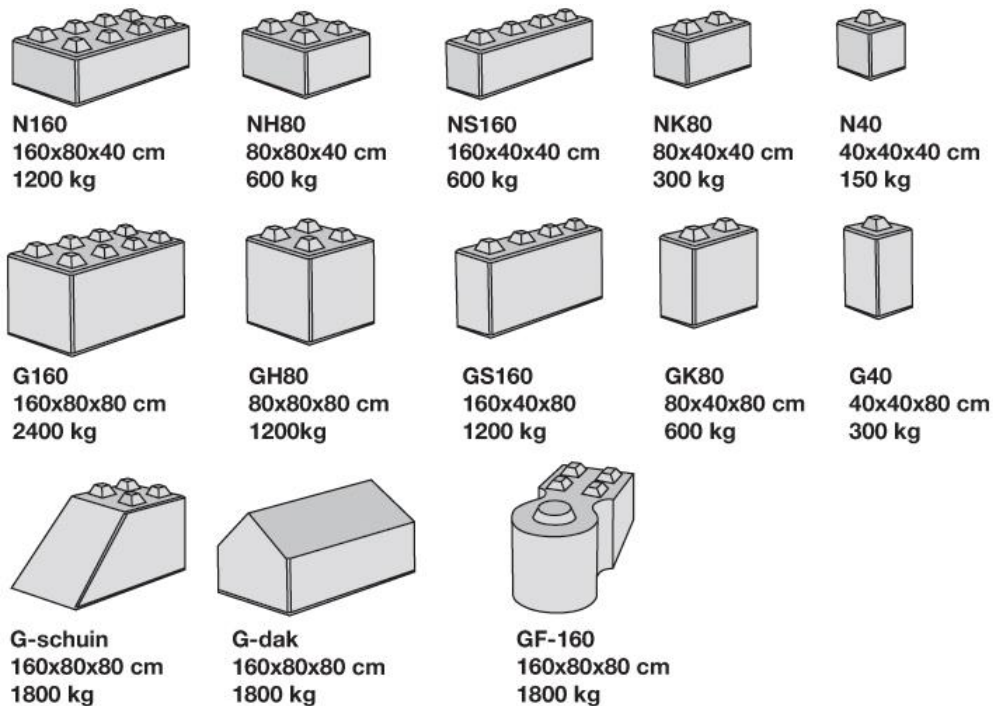 N160
160x80x40 cm
1200 kg
NH80
80x80x40 cm
600 kg
NS160
160x40x40 cm
600 kg
NK80
80x40x40 cm
300 kg
N40
40x40x40 cm
150 kg
G160
160x80x80 cm
2400 kg
GH80
80x80x80 cm
1200kg
GS160
160x40x80
1200 kg
GK80
80x40x80 cm
600 kg
G40
40x40x80 cm
300 kg
G-schuin
160x80x80 cm
1800 kg
G-dak
160x80x80 cm
1800 kg
GF-160
160x80x80 cm
1800 kg